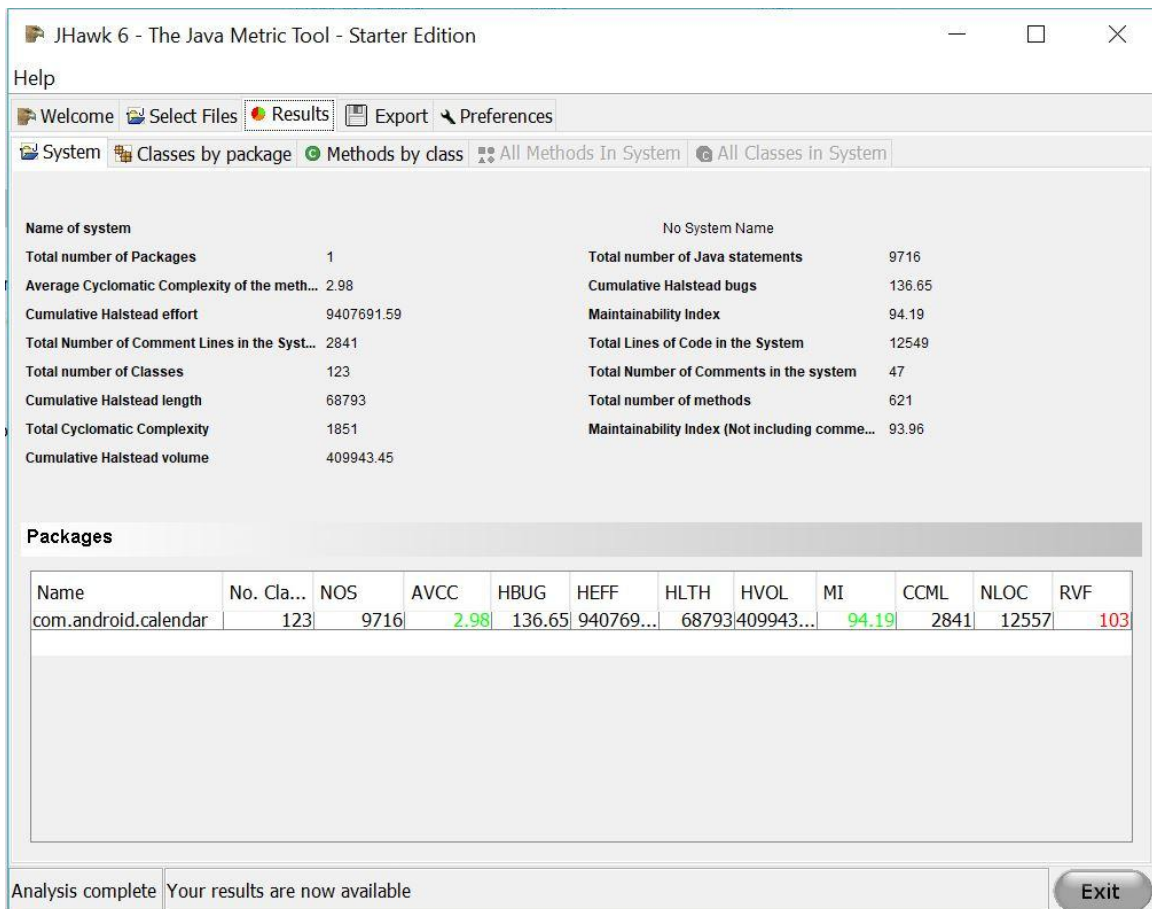 JHawk 6 - The Java Metric Tool - Starter Edition
Help
Welcome Select Files Results Export Preferences
System Classes by package Methods by class All Methods In System All Classes in System
Name of system No System Name
Total number of Packages 1 Total number of Java statements 9716
Average Cyclomatic Complexity of the meth... 2.98 Cumulative Halstead bugs 136.65
Cumulative Halstead effort 9407691.59 Maintainability Index 94.19
Total Number of Comment Lines in the Syst... 2841 Total Lines of Code in the System 12549
Total number of Classes 123 Total Number of Comments in the system 47
Cumulative Halstead length 68793 Total number of methods 621
Total Cyclomatic Complexity 1851 Maintainability Index (Not including comme... 93.96
Cumulative Halstead volume 409943.45
Packages
Name No. Cla... NOS AVCC HBUG HEFF HLTH HVOL MI CCML NLOC RVF
com.android.calendar 123 9716 2.98 136.65 940769... 68793 409943... 94.19 2841 12557 103
Analysis complete Your results are now available Exit